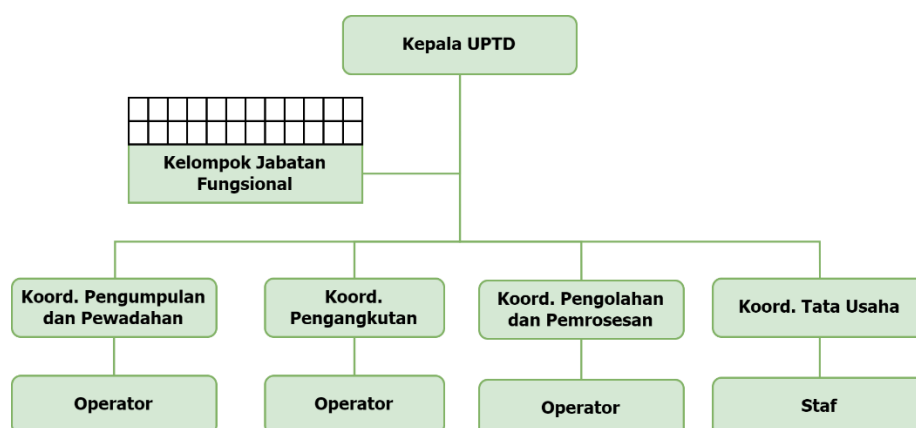 Kepala UPTD
Kelompok Jabatan
Fungsional
Koord. Pengumpulan
dan Pewadahan
Koord.
Pengangkutan
Koord. Pengolahan
dan Pemrosesan
Koord. Tata Usaha
Operator
Operator
Operator
Staf